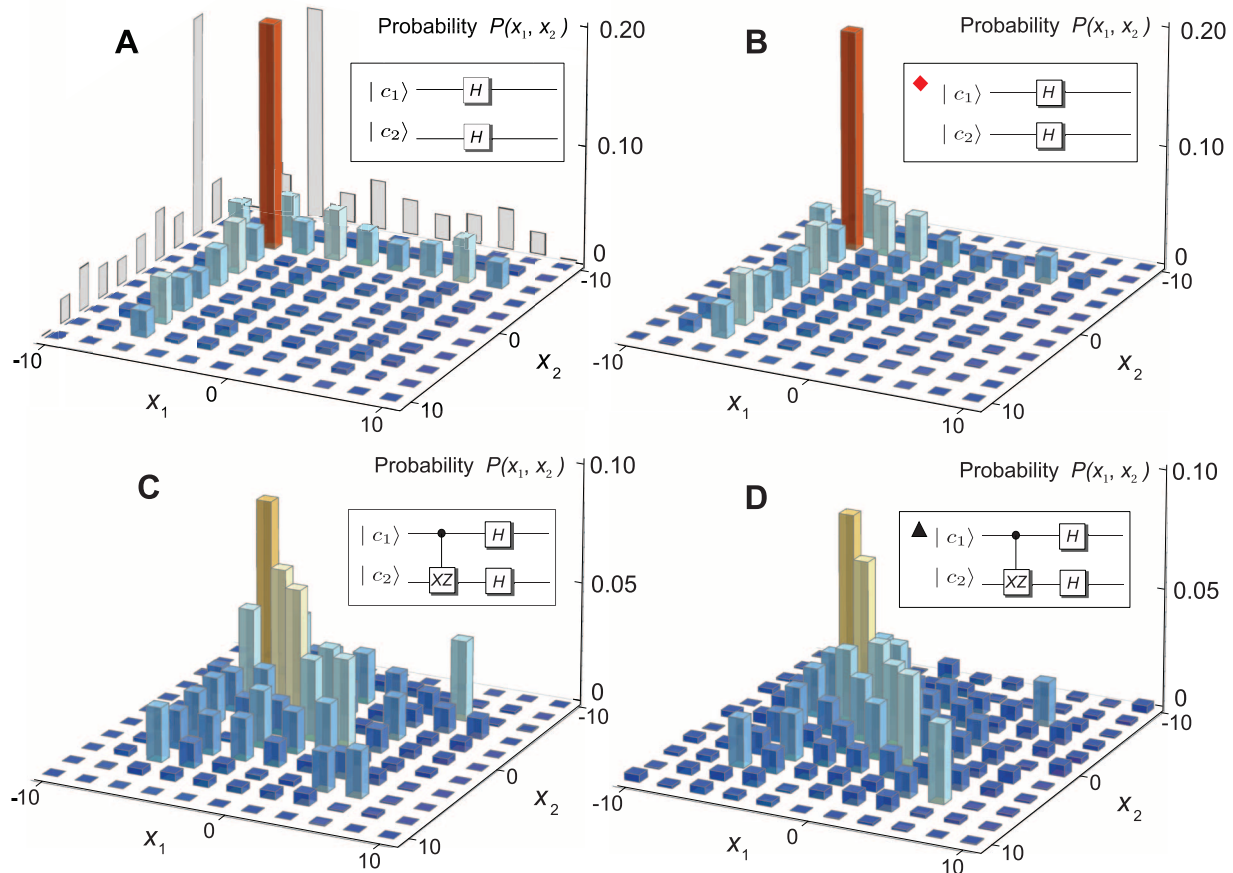 A
Probability P(x₁, x₂)
0.20
0.10
0
| c₁⟩ H
| c₂⟩ H
-10
0
10
x₁
-10
0
10
x₂
B
Probability P(x₁, x₂)
0.20
0.10
0
| c₁⟩ H
| c₂⟩ H
-10
0
10
x₁
-10
0
10
x₂
C
Probability P(x₁, x₂)
0.10
0.05
0
| c₁⟩ H
| c₂⟩ XZ H
-10
0
10
x₁
-10
0
10
x₂
D
Probability P(x₁, x₂)
0.10
0.05
0
| c₁⟩ H
| c₂⟩ XZ H
-10
0
10
x₁
-10
0
10
x₂